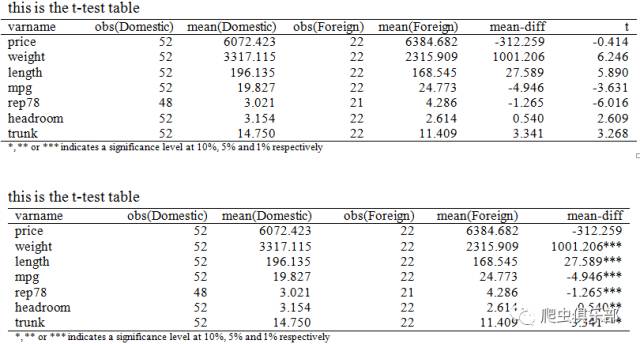 this is the t-test table
varname obs(Domestic) mean(Domestic) obs(Foreign) mean(Foreign) mean-diff t
price 52 6072.423 22 6384.682 -312.259 -0.414
weight 52 3317.115 22 2315.909 1001.206 6.246
length 52 196.135 22 168.545 27.589 5.890
mpg 52 19.827 22 24.773 -4.946 -3.631
rep78 48 3.021 21 4.286 -1.265 -6.016
headroom 52 3.154 22 2.614 0.540 2.609
trunk 52 14.750 22 11.409 3.341 3.268
*, ** or *** indicates a significance level at 10%, 5% and 1% respectively
this is the t-test table
varname obs(Domestic) mean(Domestic) obs(Foreign) mean(Foreign) mean-diff
price 52 6072.423 22 6384.682 -312.259
weight 52 3317.115 22 2315.909 1001.206***
length 52 196.135 22 168.545 27.589***
mpg 52 19.827 22 24.773 -4.946***
rep78 48 3.021 21 4.286 -1.265***
headroom 52 3.154 22 2.614 0.540**
trunk 52 14.750 22 11.409 3.341***
爬虫俱乐部
*, ** or *** indicates a significance level at 10%, 5% and 1% respectively